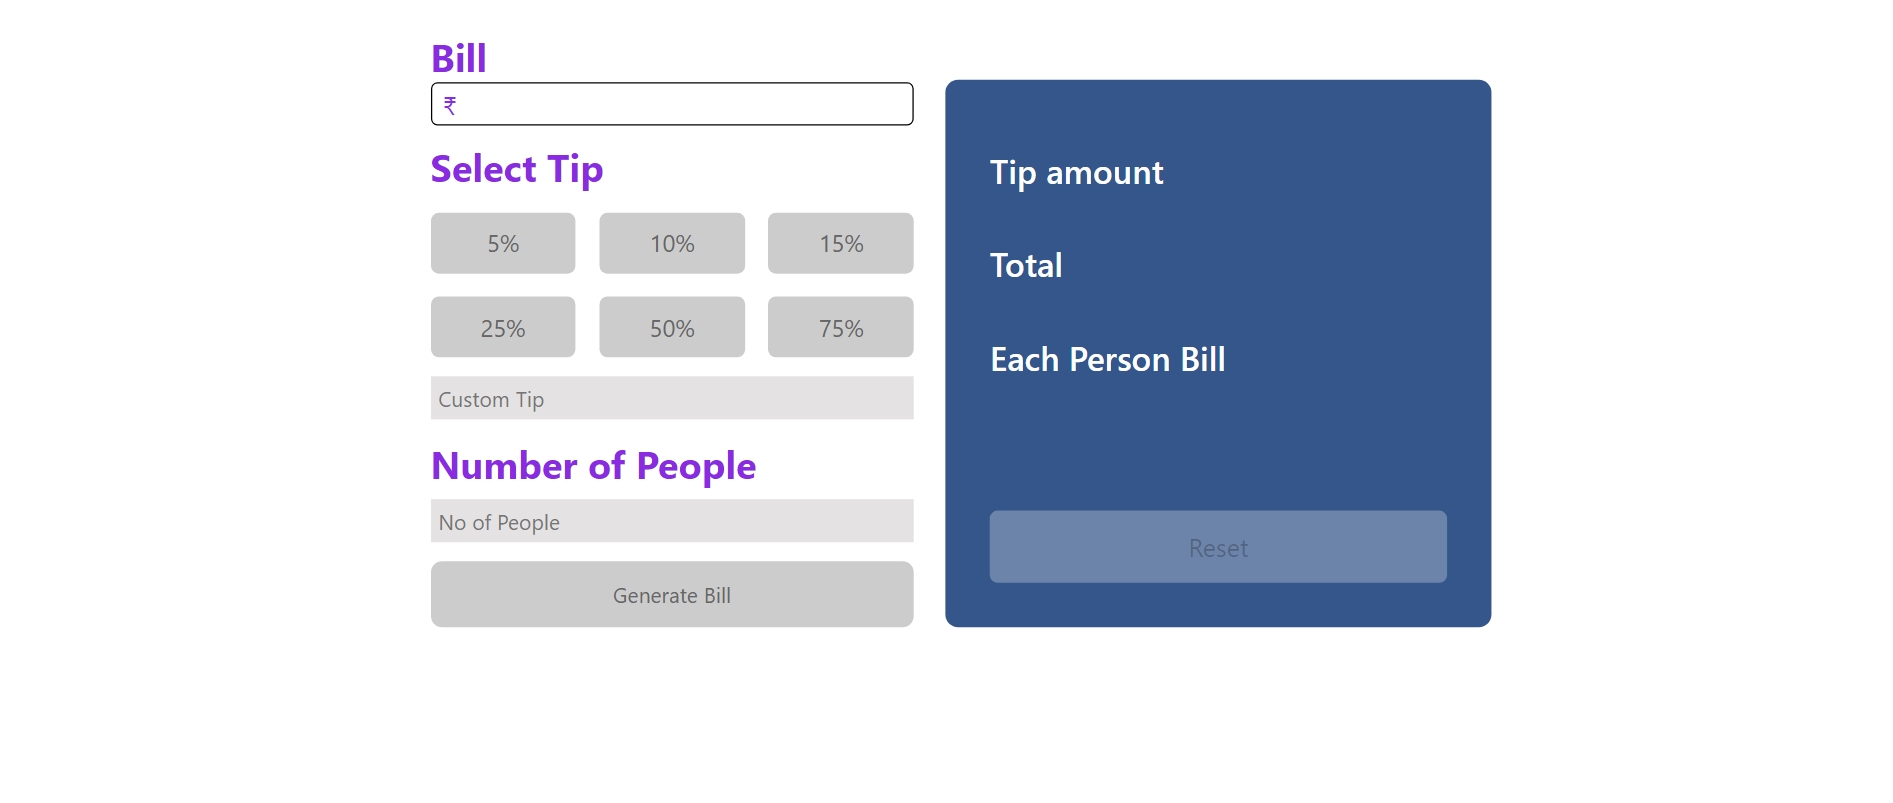 Bill
₹
Select Tip
5% 10% 15%
25% 50% 75%
Custom Tip
Number of People
No of People
Generate Bill
Tip amount
Total
Each Person Bill
Reset